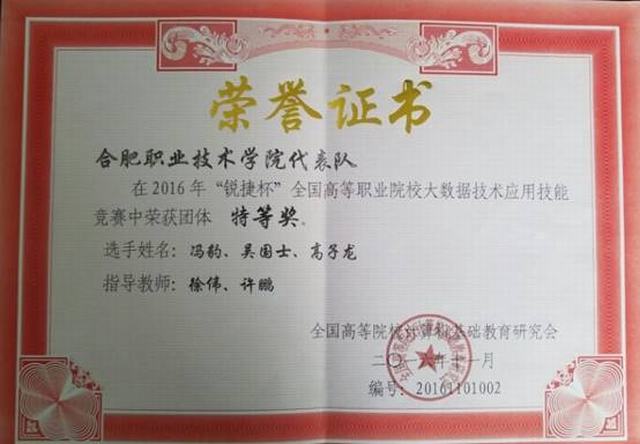 荣誉证书
合肥职业技术学院代表队
在2016年“锐捷杯”全国高等职业院校大数据技术应用技能
竞赛中荣获团体 特等奖。
选手姓名：冯豹、吴国士、高子龙
指导教师：徐伟、许鹏
全国高等院校计算机基础教育研究会
二〇一六年十一月
编号：20161101002